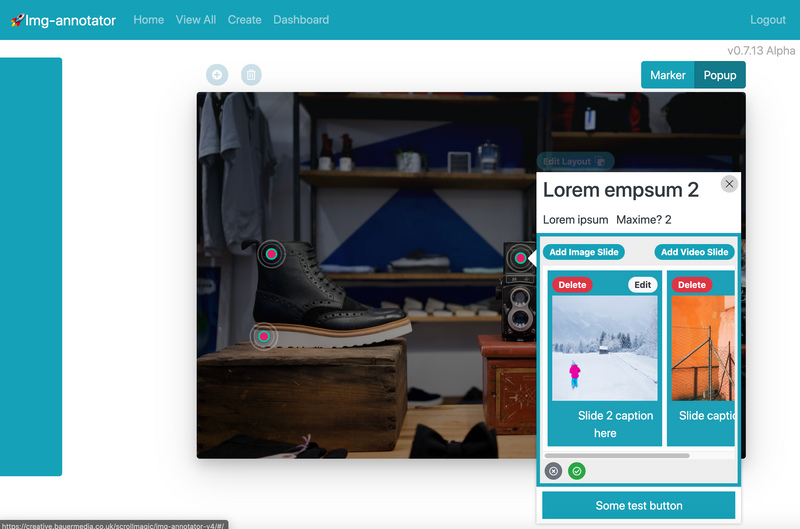 🚀Img-annotator Home View All Create Dashboard Logout
v0.7.13 Alpha
Marker Popup
Edit Layout
Lorem empsum 2
Lorem ipsum Maxime? 2
Add Image Slide Add Video Slide
Delete Edit Delete
Slide 2 caption Slide captio
here
Some test button
https://creative.bauermedia.co.uk/scrollmagic/img-annotator-v4/#/